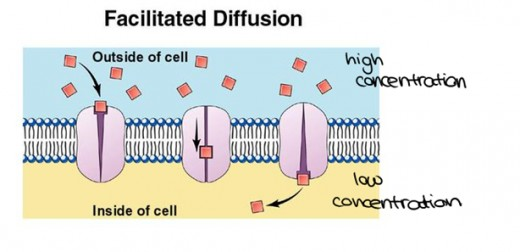 Facilitated Diffusion
Outside of cell
high
concentration
low
concentration
Inside of cell